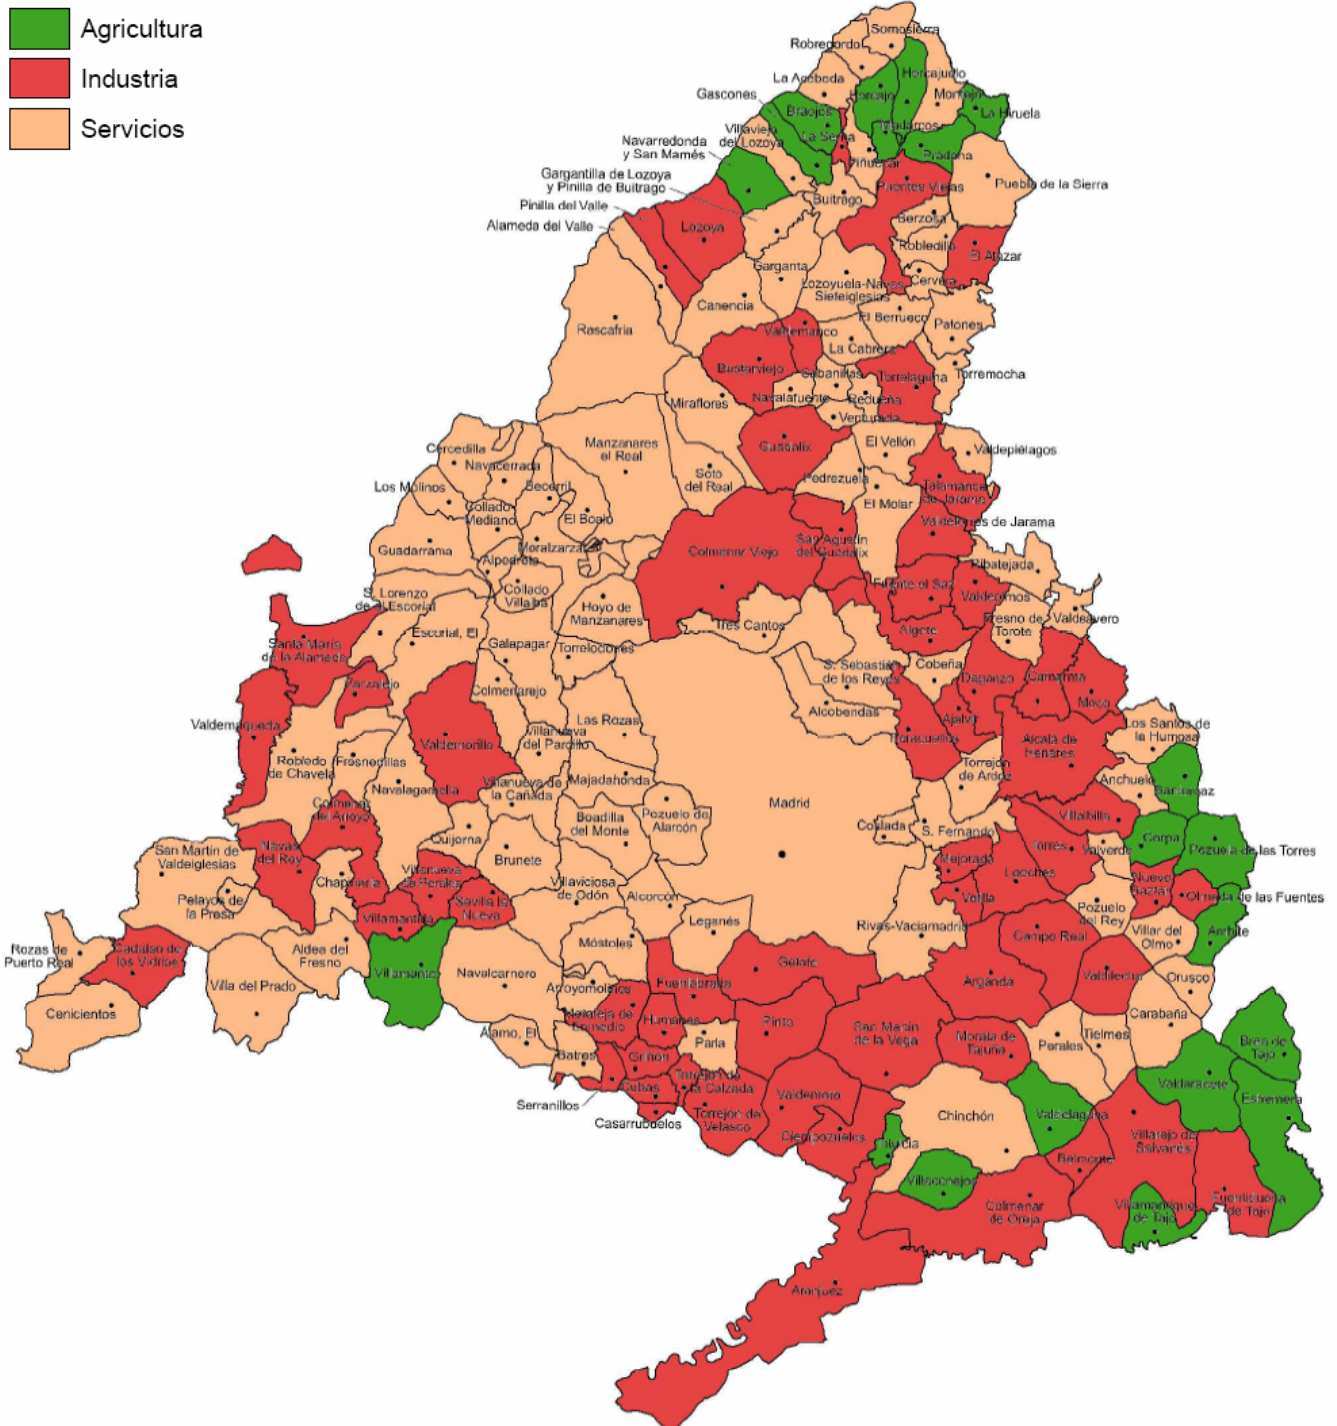 Agricultura
Industria
Servicios
Somosierra
Robregordo
La Acebeda
Horcajuelo
Gascones
Horcajo
Montejo
Braojos
La Hiruela
Madarcos
Villavieja
del Lozoya
La Serna
Navarredonda
y San Mamés
Piñuécar
Prádena
Gargantilla de Lozoya
y Pinilla de Buitrago
Puentes Viejas
Puebla de la Sierra
Pinilla del Valle
Buitrago
Alameda del Valle
Lozoya
Berzosa
Robledillo
El Atazar
Garganta
Cervera
Lozoyuela-Navas
Sieteiglesias
Canencia
El Berrueco
Patones
Rascafría
Valdemanco
La Cabrera
Bustarviejo
Cabanillas
Torrelaguna
Torremocha
Miraflores
Navalafuente
Redueña
Venturada
Manzanares
el Real
Guadalix
El Vellón
Valdepiélagos
Cercedilla
Navacerrada
Soto
del Real
Pedrezuela
Talamanca
de Jarama
Los Molinos
Becerril
El Molar
Collado
Mediano
El Boalo
Valdetorres de Jarama
Guadarrama
Moralzarzal
Colmenar Viejo
San Agustín
del Guadalix
Alpedrete
Ribatejada
S. Lorenzo
de el Escorial
Collado
Villalba
Fuente el Saz
Valdeolmos
Hoyo de
Manzanares
Fresno de
Torote
Valdeavero
Santa María
de la Alameda
Escorial, El
Galapagar
Tres Cantos
Algete
Torrelodones
Zarzalejo
S. Sebastián
de los Reyes
Cobeña
Daganzo
Camarma
Colmenarejo
Meco
Valdemaqueda
Alcobendas
Ajalvir
Las Rozas
Los Santos de
la Humosa
Valdemorillo
Villanueva
del Pardillo
Paracuellos
Alcalá de
Henares
Robledo
de Chavela
Fresnedillas
Torrejón
de Ardoz
Anchuelo
Santorcaz
Navalagamella
Villanueva de
la Cañada
Majadahonda
Colmenar
de Arroyo
Madrid
Boadilla
del Monte
Pozuelo de
Alarcón
Villalbilla
Quijorna
Coslada
S. Fernando
Corpa
San Martín de
Valdeiglesias
Navas
del Rey
Brunete
Torres
Valverde
Pezuela de las Torres
Mejorada
Chapinería
Villanueva
de Perales
Loeches
Nuevo
Baztán
Villaviciosa
de Odón
Pelayos de
la Presa
Sevilla la
Nueva
Alcorcón
Velilla
Olmeda de las Fuentes
Pozuelo
del Rey
Villamantilla
Leganés
Rivas-Vaciamadrid
Villar del
Olmo
Ambite
Rozas de
Puerto Real
Cadalso de
los Vidrios
Aldea del
Fresno
Móstoles
Campo Real
Getafe
Villamanta
Navalcarnero
Valdilecha
Villa del Prado
Arroyomolinos
Fuenlabrada
Arganda
Orusco
Cenicientos
Moraleja de
Enmedio
Humanes
Pinto
Carabaña
Álamo, El
Parla
San Martín
de la Vega
Morata de
Tajuña
Perales
Tielmes
Brea de
Tajo
Batres
Griñón
Cubas
Torrejón de
la Calzada
Valdaracete
Serranillos
Valdemoro
Estremera
Casarrubuelos
Torrejón de
Velasco
Chinchón
Valdelaguna
Ciempozuelos
Villarejo de
Salvanés
Titulcia
Belmonte
Villaconejos
Colmenar
de Oreja
Villamanrique
de Tajo
Fuentidueña
de Tajo
Aranjuez